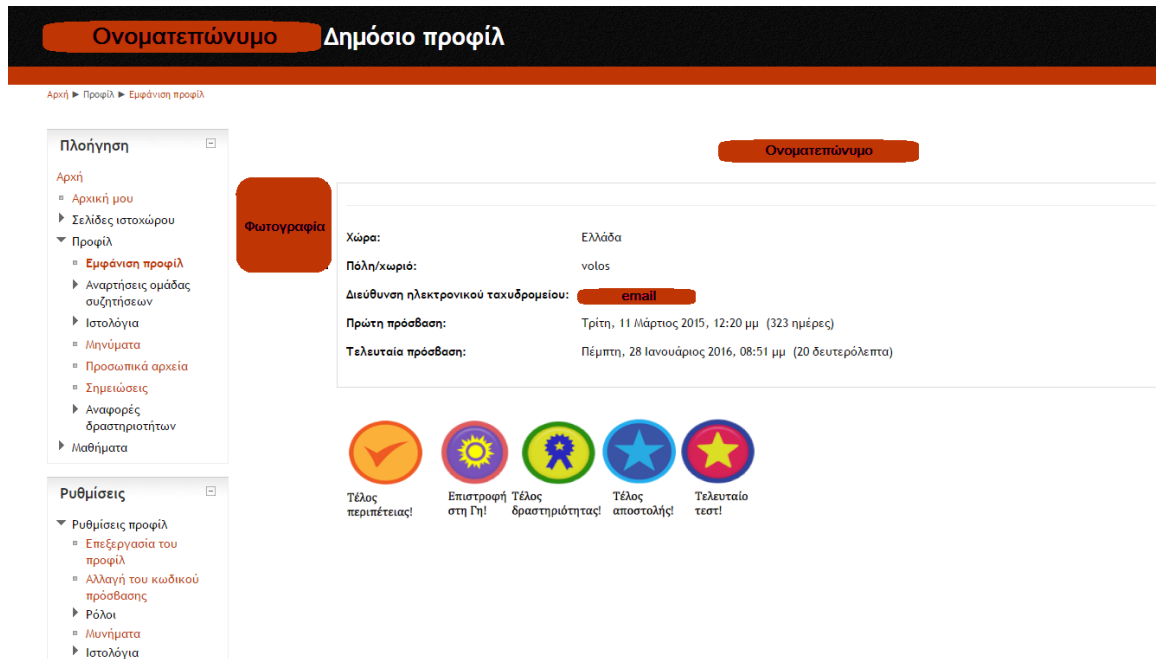 Ονοματεπώνυμο Δημόσιο προφίλ
Αρχή ► Προφίλ ► Εμφάνιση προφίλ
Πλοήγηση
Αρχή
Αρχική μου
Σελίδες ιστοχώρου
Προφίλ
Εμφάνιση προφίλ
Αναρτήσεις ομάδας
συζητήσεων
Ιστολόγια
Μηνύματα
Προσωπικά αρχεία
Σημειώσεις
Αναφορές
δραστηριοτήτων
Μαθήματα
Ρυθμίσεις
Ρυθμίσεις προφίλ
Επεξεργασία του
προφίλ
Αλλαγή του κωδικού
πρόσβασης
Ρόλοι
Μυνήματα
Ιστολόγια
Ονοματεπώνυμο
Φωτογραφία
Χώρα: Ελλάδα
Πόλη/χωριό: volos
Διεύθυνση ηλεκτρονικού ταχυδρομείου: email
Πρώτη πρόσβαση: Τρίτη, 11 Μάρτιος 2015, 12:20 μμ (323 ημέρες)
Τελευταία πρόσβαση: Πέμπτη, 28 Ιανουάριος 2016, 08:51 μμ (20 δευτερόλεπτα)
Τέλος
περιπέτειας!
Επιστροφή
στη Γη!
Τέλος
δραστηριότητας!
Τέλος
αποστολής!
Τελευταίο
τεστ!